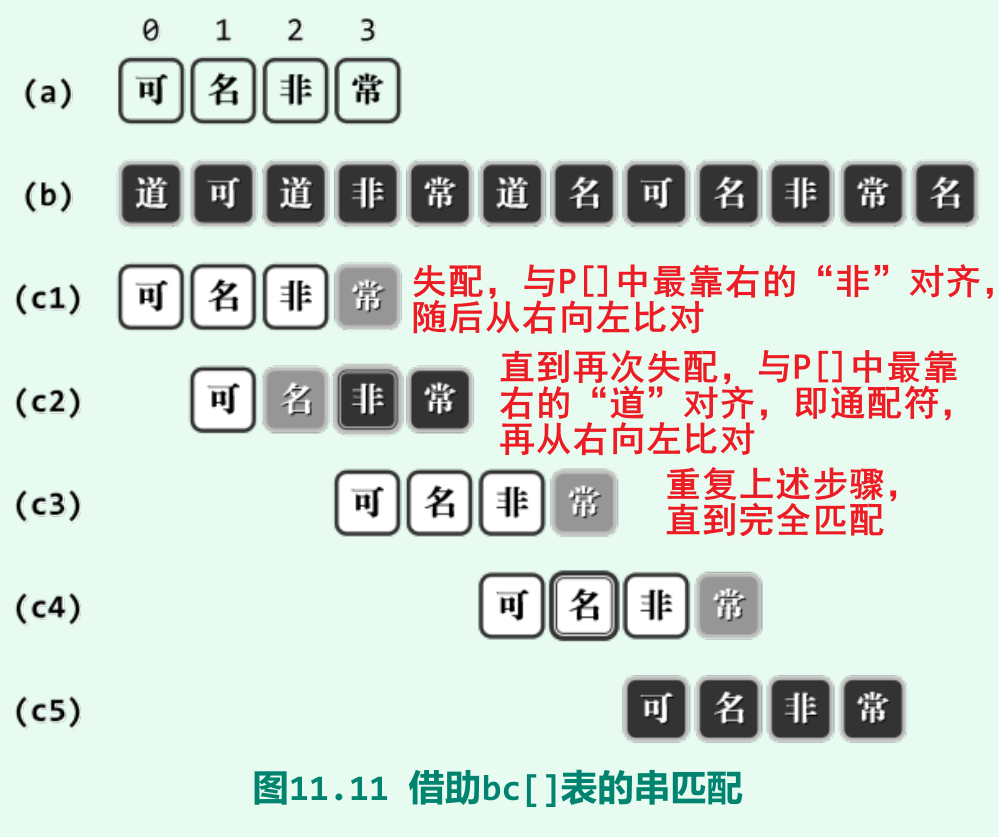 0 1 2 3
(a) 可 名 非 常
(b) 道 可 道 非 常 道 名 可 名 非 常 名
(c1) 可 名 非 常 失配，与P[]中最靠右的“非”对齐，
随后从右向左比对
直到再次失配，与P[]中最靠
(c2) 可 名 非 常 右的“道”对齐，即通配符，
再从右向左比对
重复上述步骤，
(c3) 可 名 非 常 直到完全匹配
(c4) 可 名 非 常
(c5) 可 名 非 常
图11.11 借助bc[]表的串匹配